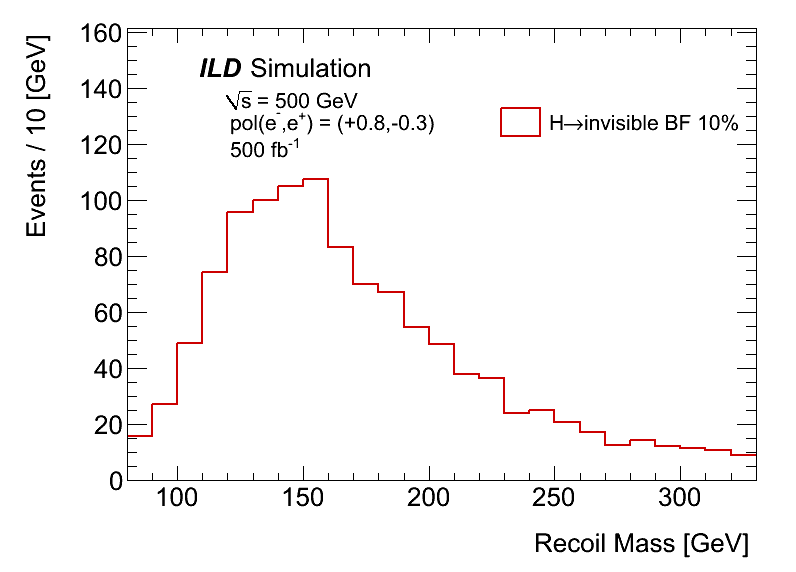 Events / 10 [GeV]
160
140
120
100
80
60
40
20
0
ILD Simulation
√s = 500 GeV
pol(e⁻,e⁺) = (+0.8,-0.3)
500 fb⁻¹
H→invisible BF 10%
100 150 200 250 300
Recoil Mass [GeV]